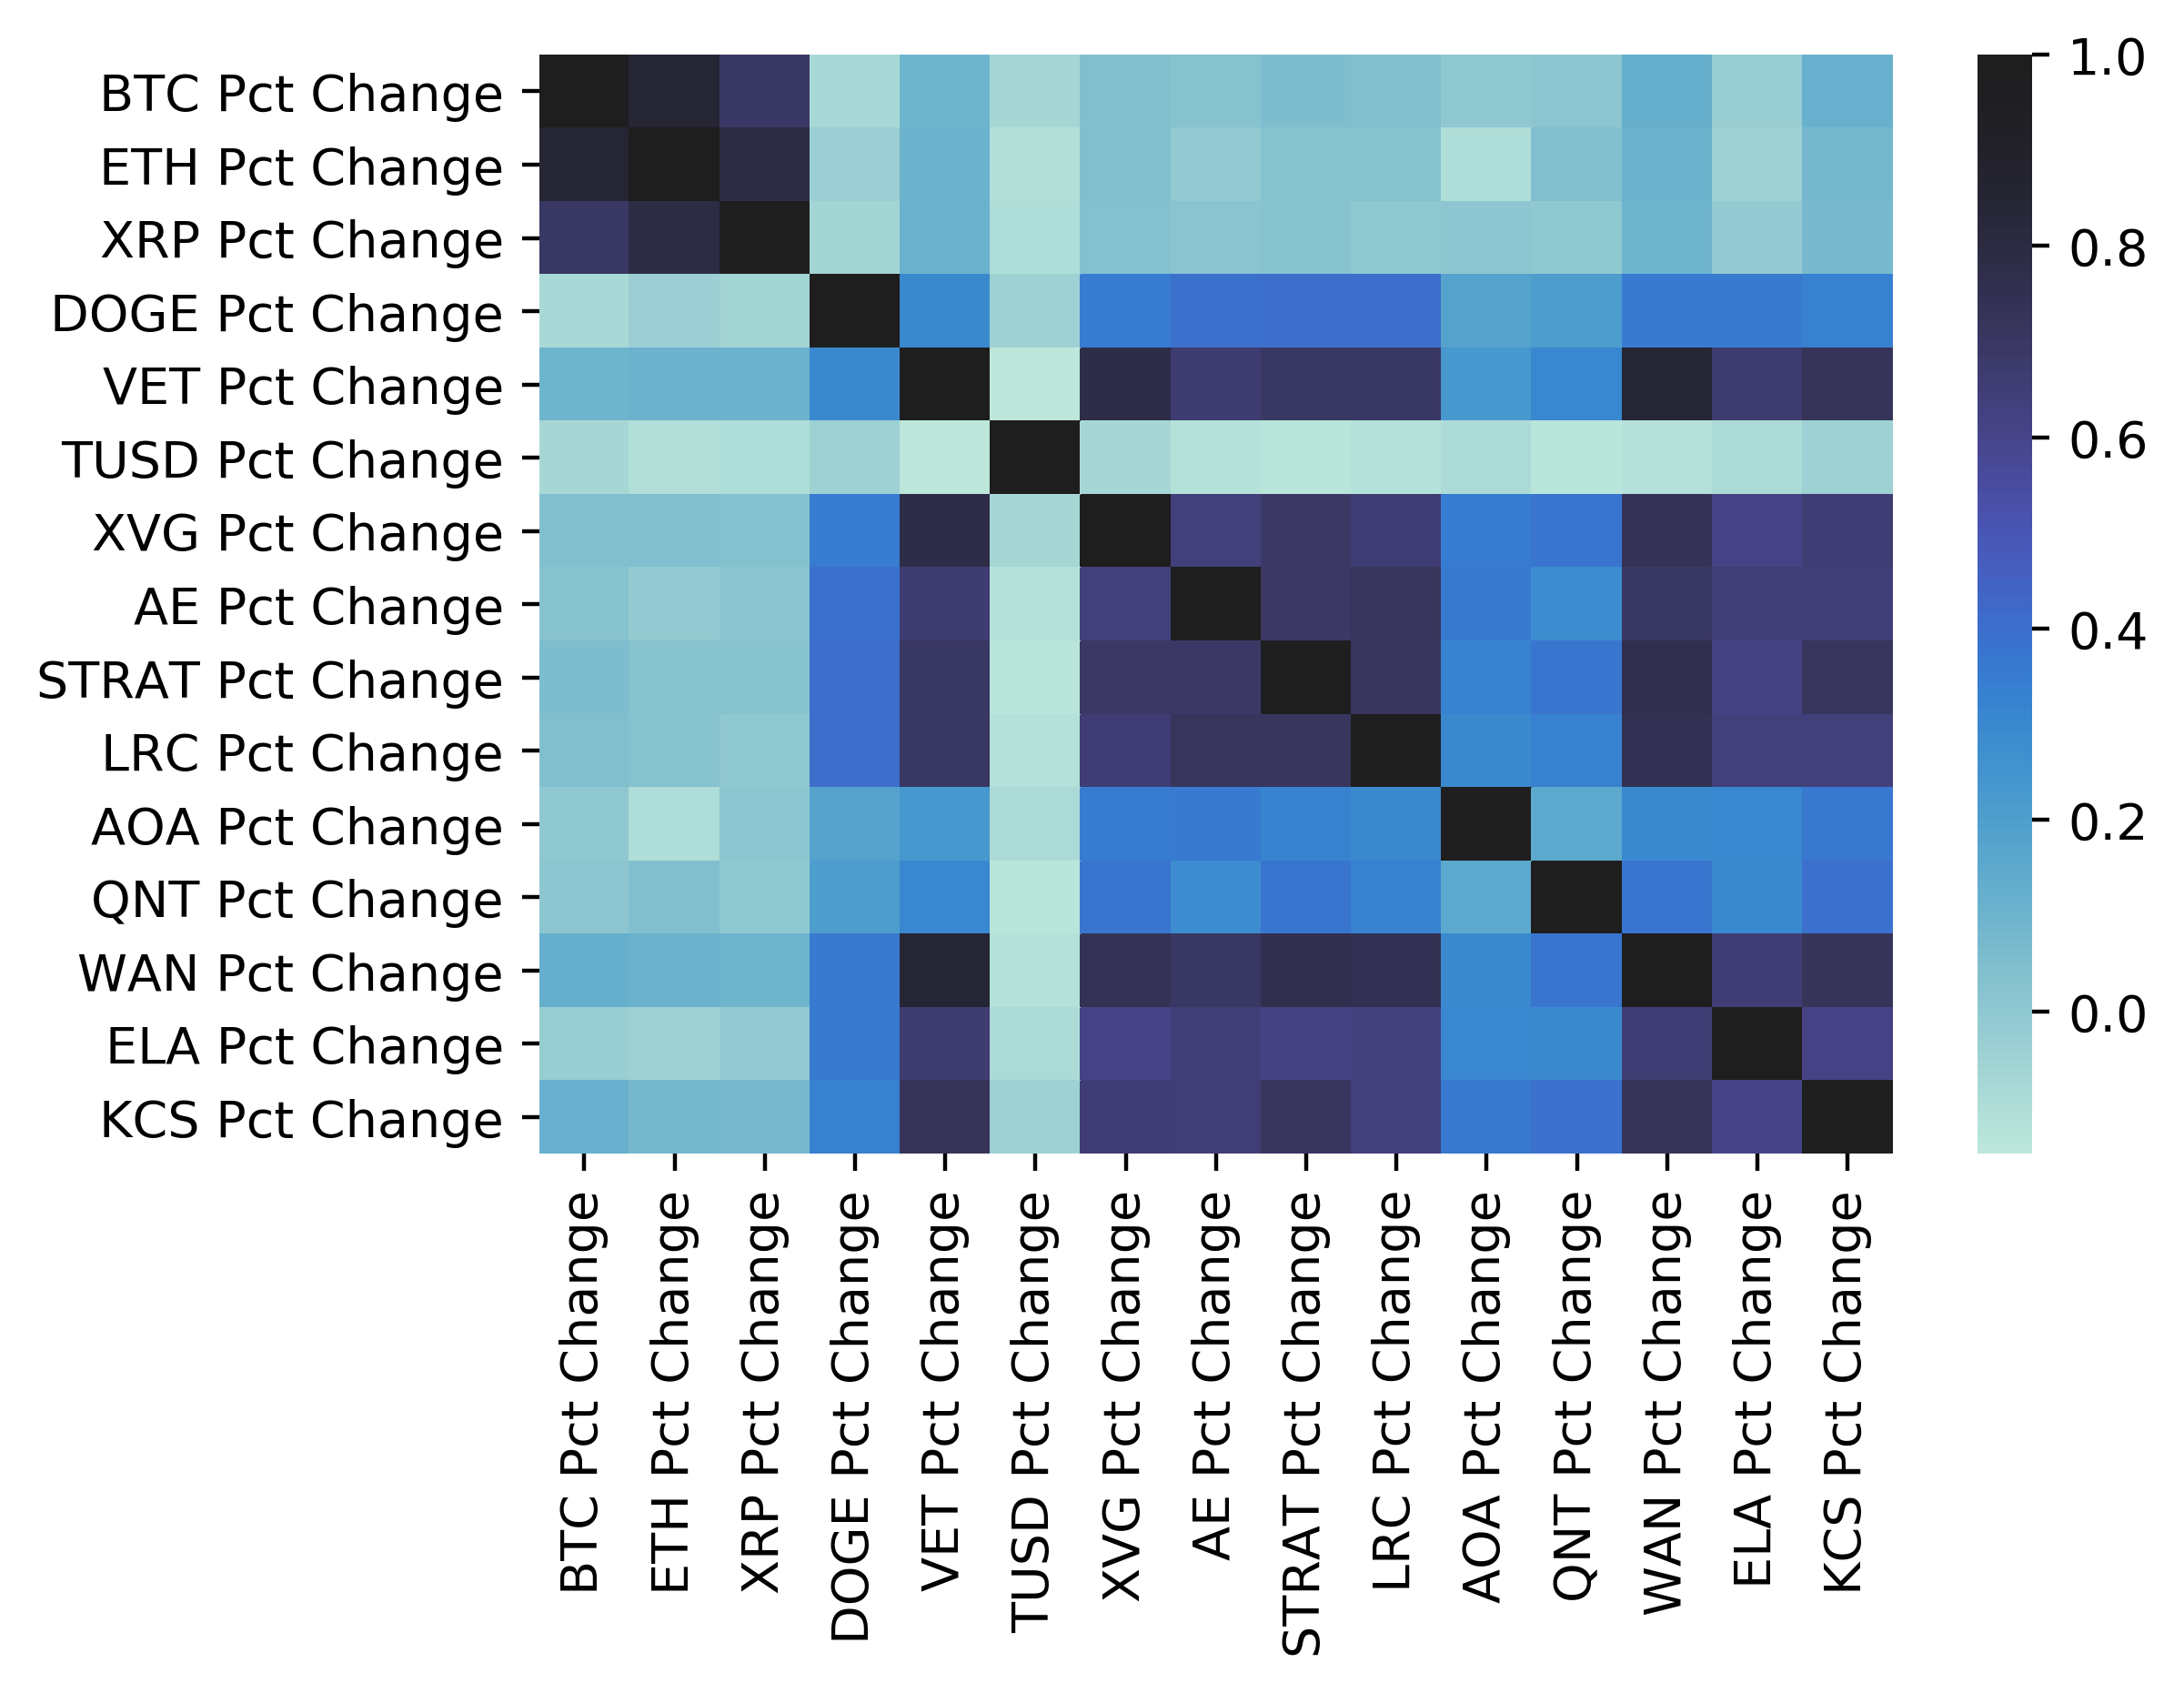 BTC Pct Change
ETH Pct Change
XRP Pct Change
DOGE Pct Change
VET Pct Change
TUSD Pct Change
XVG Pct Change
AE Pct Change
STRAT Pct Change
LRC Pct Change
AOA Pct Change
QNT Pct Change
WAN Pct Change
ELA Pct Change
KCS Pct Change
BTC Pct Change
ETH Pct Change
XRP Pct Change
DOGE Pct Change
VET Pct Change
TUSD Pct Change
XVG Pct Change
AE Pct Change
STRAT Pct Change
LRC Pct Change
AOA Pct Change
QNT Pct Change
WAN Pct Change
ELA Pct Change
KCS Pct Change
1.0
0.8
0.6
0.4
0.2
0.0